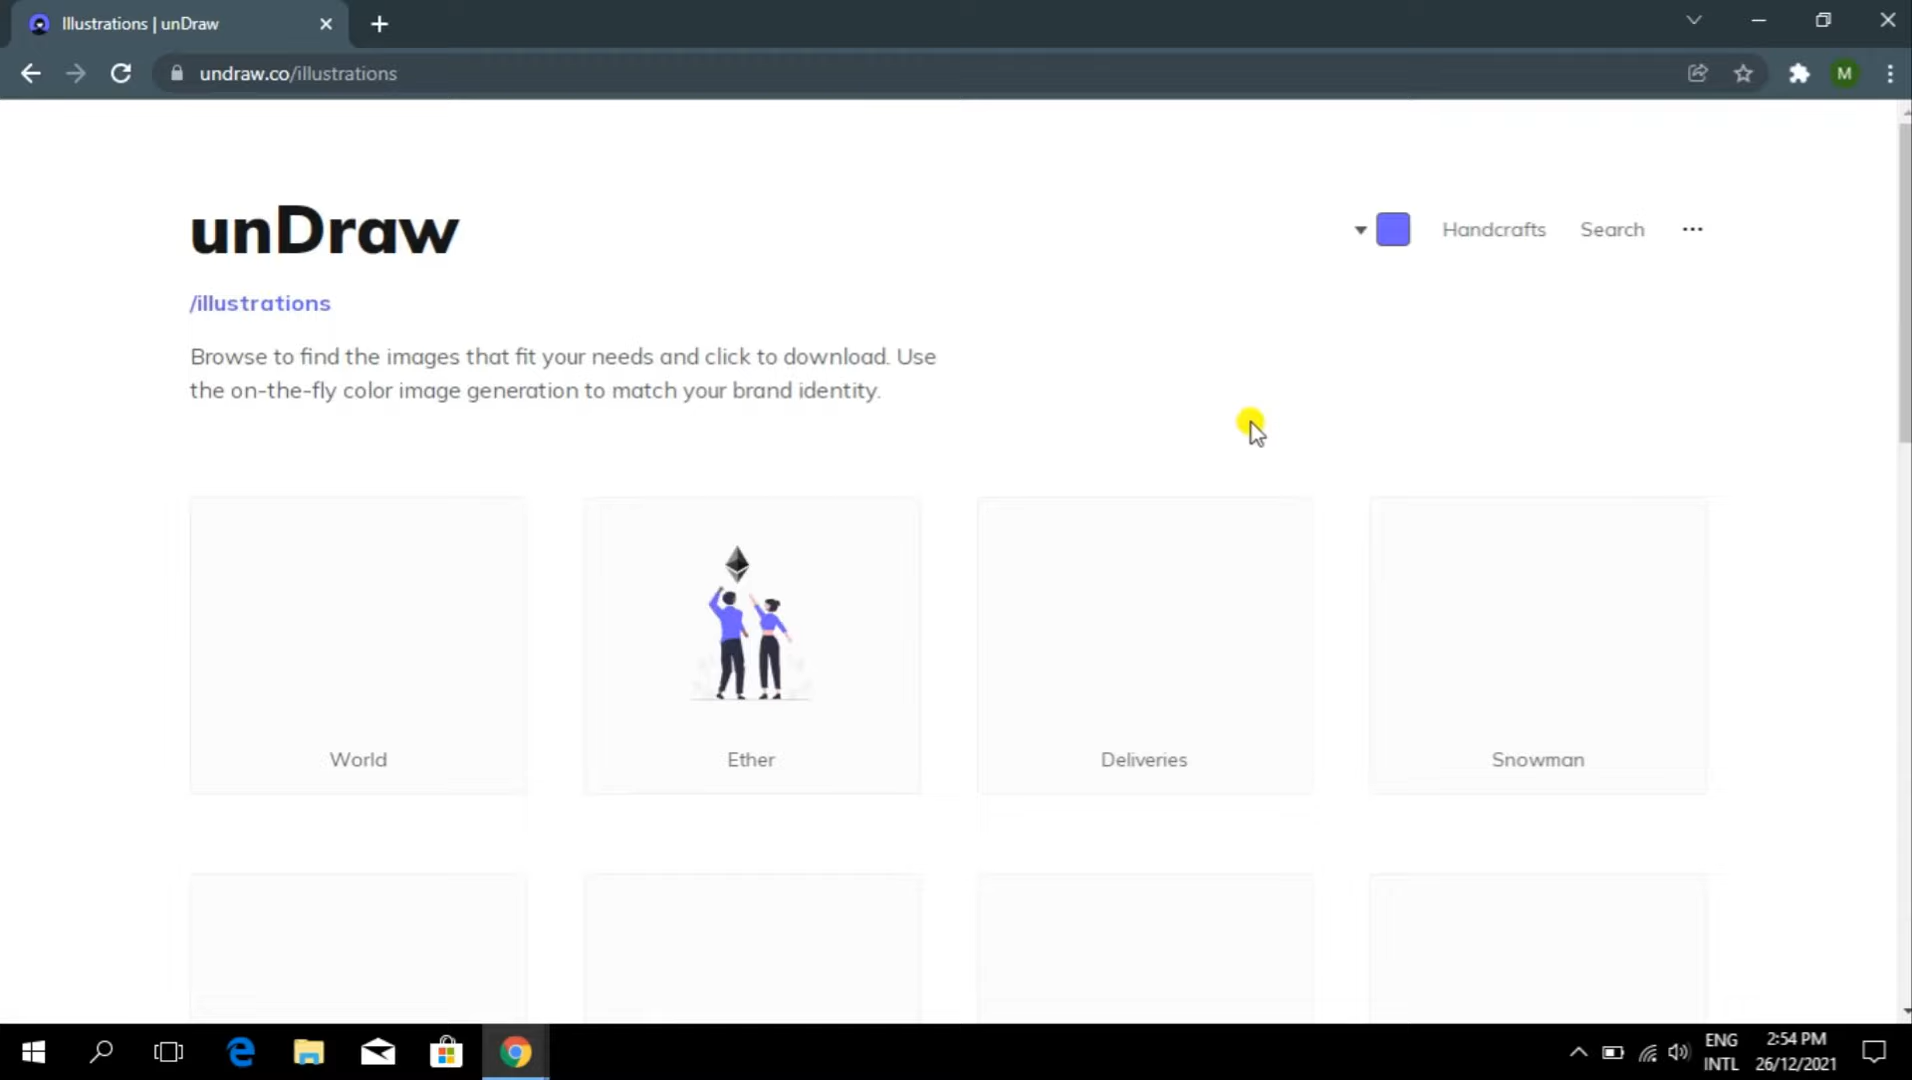 Illustrations | unDraw
undraw.co/illustrations
M
unDraw
Handcrafts
Search
/illustrations
Browse to find the images that fit your needs and click to download. Use
the on-the-fly color image generation to match your brand identity.
World
Ether
Deliveries
Snowman
ENG
INTL
2:54 PM
26/12/2021